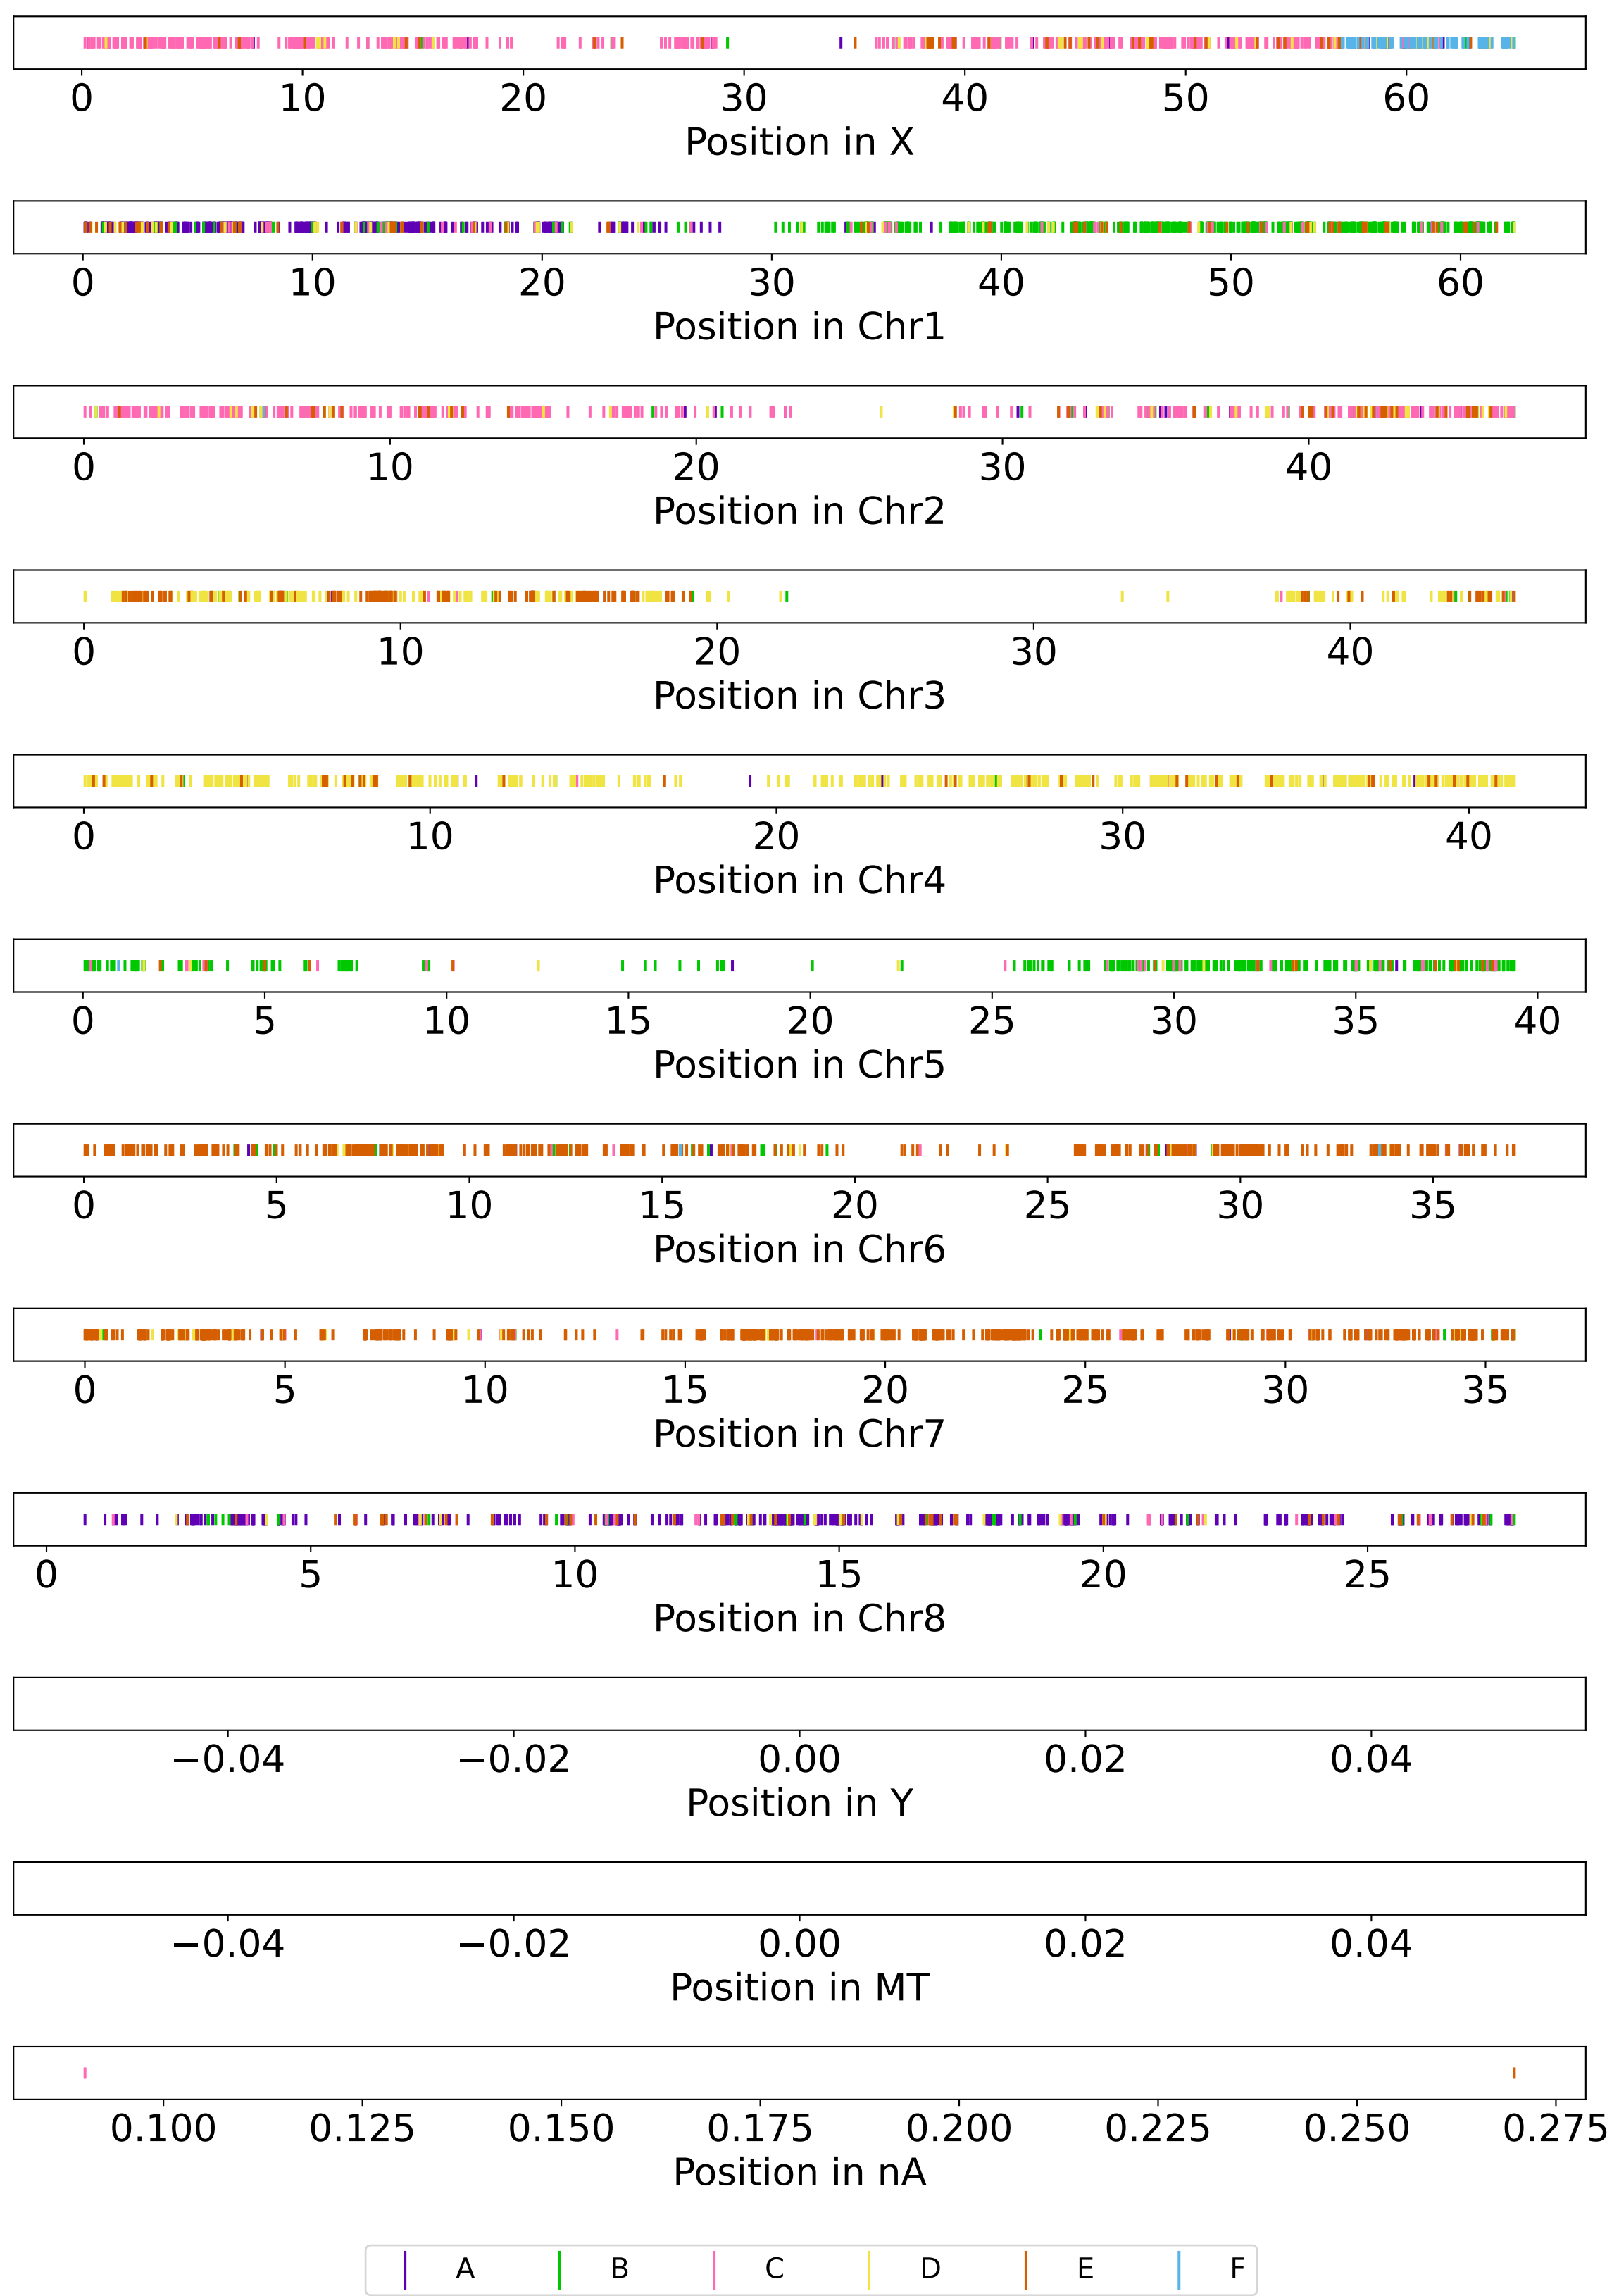 0 10 20 30 40 50 60
Position in X
0 10 20 30 40 50 60
Position in Chr1
0 10 20 30 40
Position in Chr2
0 10 20 30 40
Position in Chr3
0 10 20 30 40
Position in Chr4
0 5 10 15 20 25 30 35 40
Position in Chr5
0 5 10 15 20 25 30 35
Position in Chr6
0 5 10 15 20 25 30 35
Position in Chr7
0 5 10 15 20 25
Position in Chr8
−0.04 −0.02 0.00 0.02 0.04
Position in Y
−0.04 −0.02 0.00 0.02 0.04
Position in MT
0.100 0.125 0.150 0.175 0.200 0.225 0.250 0.275
Position in nA
A B C D E F